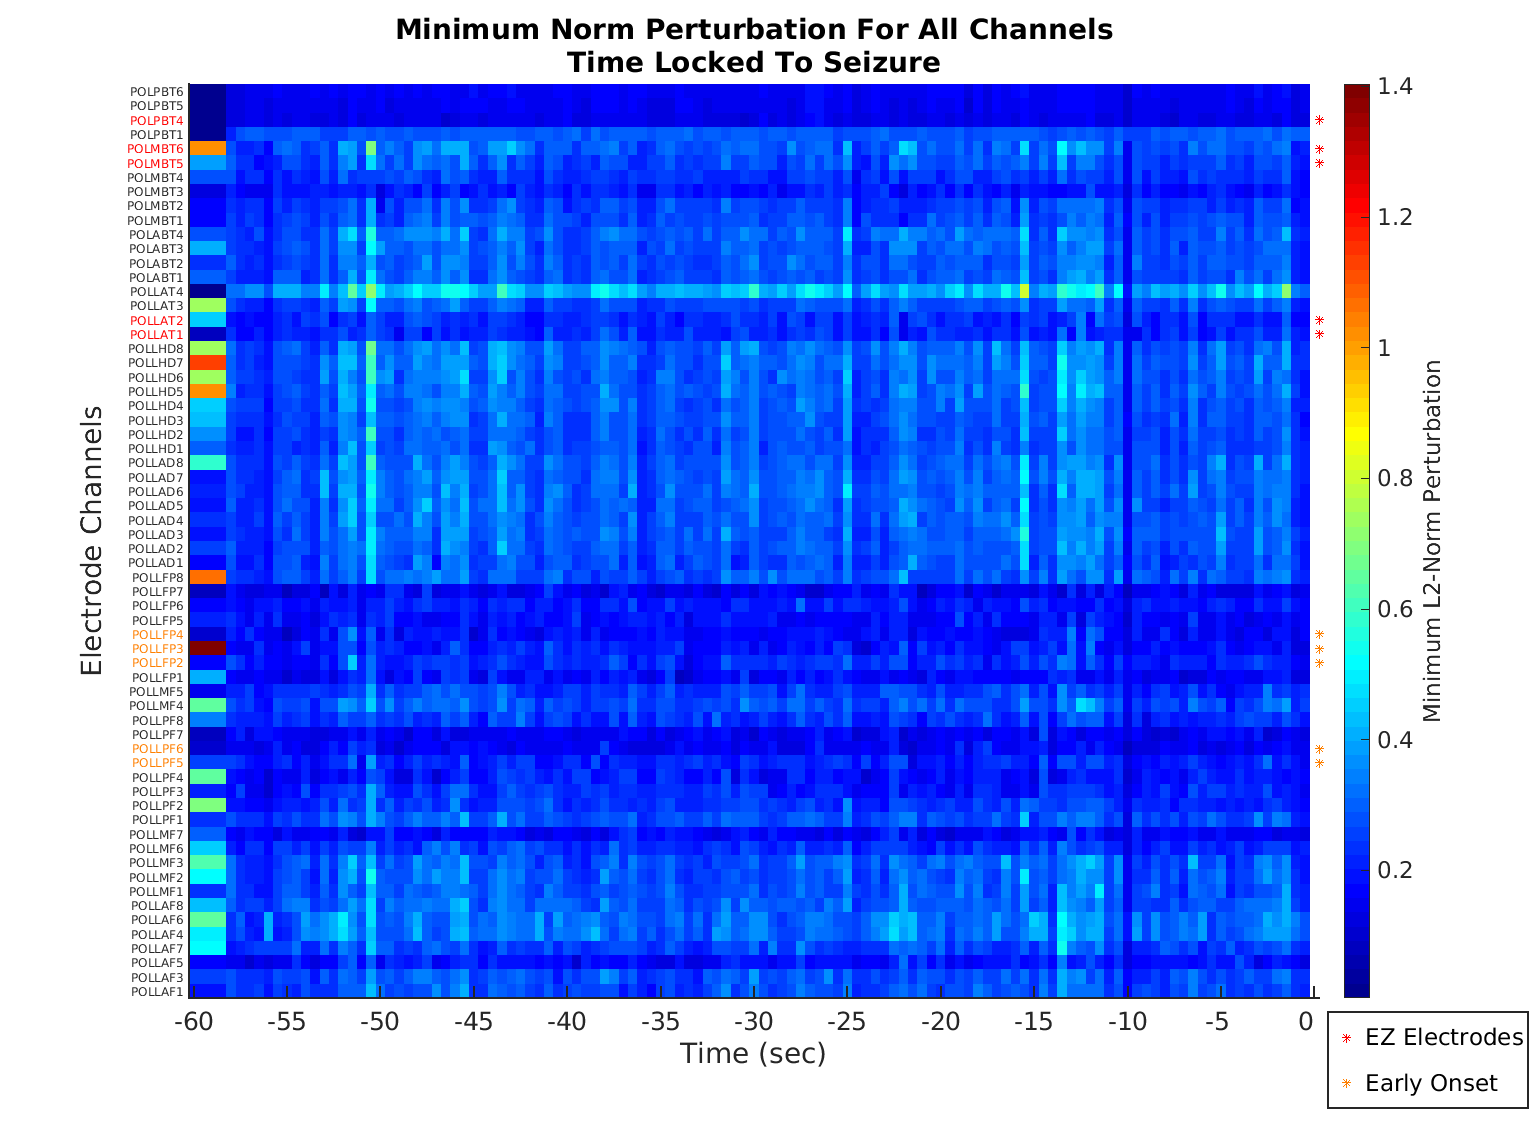 Minimum Norm Perturbation For All Channels
Time Locked To Seizure
Electrode Channels
POLPBT6
POLPBT5
POLPBT4
POLPBT1
POLMBT6
POLMBT5
POLMBT4
POLMBT3
POLMBT2
POLMBT1
POLABT4
POLABT3
POLABT2
POLABT1
POLLAT4
POLLAT3
POLLAT2
POLLAT1
POLLHD8
POLLHD7
POLLHD6
POLLHD5
POLLHD4
POLLHD3
POLLHD2
POLLHD1
POLLAD8
POLLAD7
POLLAD6
POLLAD5
POLLAD4
POLLAD3
POLLAD2
POLLAD1
POLLFP8
POLLFP7
POLLFP6
POLLFP5
POLLFP4
POLLFP3
POLLFP2
POLLFP1
POLLMF5
POLLMF4
POLLPF8
POLLPF7
POLLPF6
POLLPF5
POLLPF4
POLLPF3
POLLPF2
POLLPF1
POLLMF7
POLLMF6
POLLMF3
POLLMF2
POLLMF1
POLLAF8
POLLAF6
POLLAF4
POLLAF7
POLLAF5
POLLAF3
POLLAF1
-60 -55 -50 -45 -40 -35 -30 -25 -20 -15 -10 -5 0
Time (sec)
1.4
1.2
1
0.8
0.6
0.4
0.2
Minimum L2-Norm Perturbation
EZ Electrodes
Early Onset